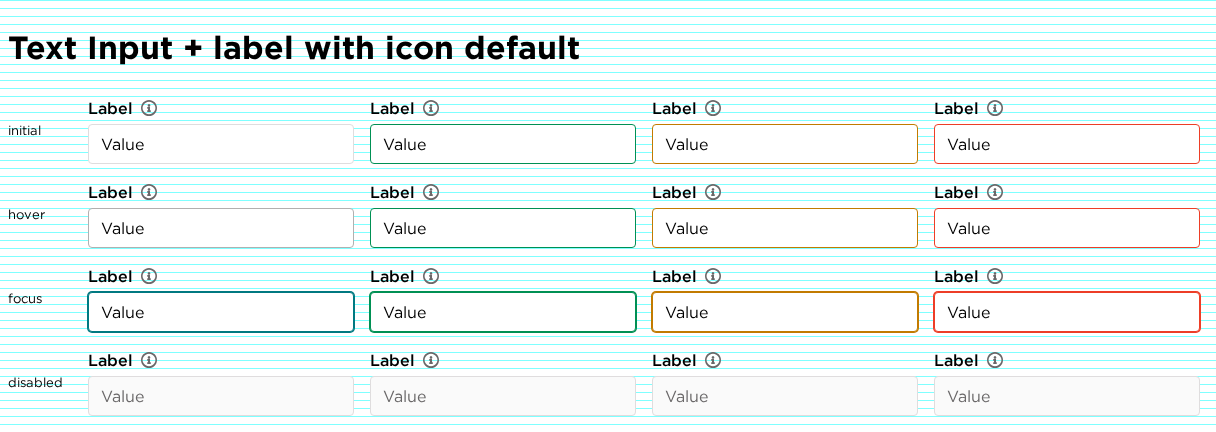 Text Input + label with icon default
Label Label Label Label
initial
Value Value Value Value
Label Label Label Label
hover
Value Value Value Value
Label Label Label Label
focus
Value Value Value Value
Label Label Label Label
disabled
Value Value Value Value